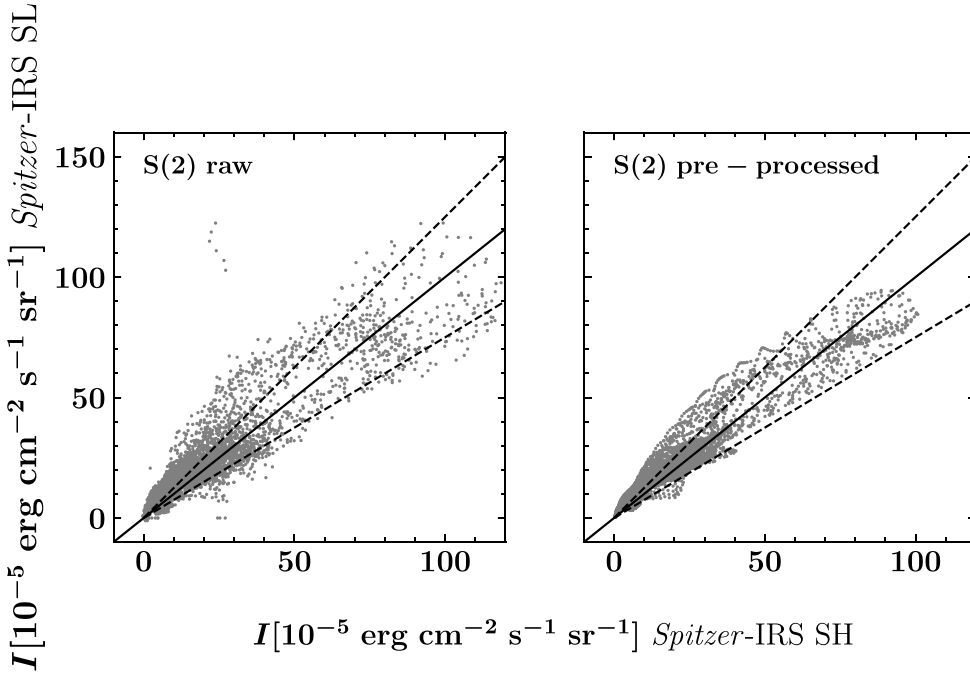 I[10⁻⁵ erg cm⁻² s⁻¹ sr⁻¹] Spitzer-IRS SL
S(2) raw
150
100
50
0
0 50 100
S(2) pre − processed
0 50 100
I[10⁻⁵ erg cm⁻² s⁻¹ sr⁻¹] Spitzer-IRS SH